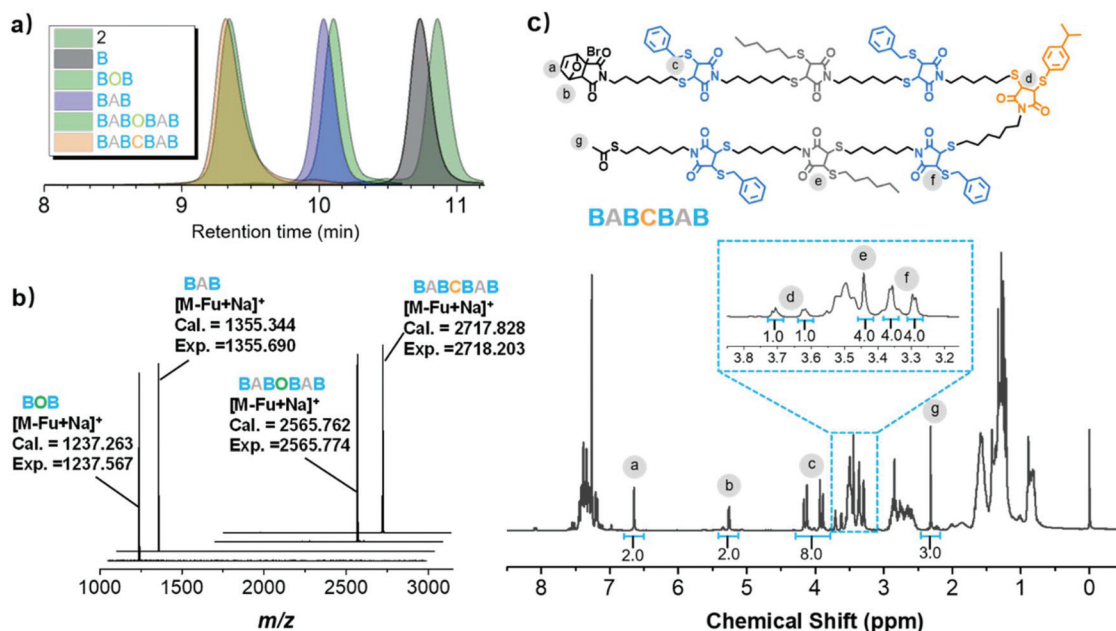 a)
2
B
BOB
BAB
BABOBAB
BABCBAB
8 9 10 11
Retention time (min)
b)
BAB
[M-Fu+Na]+
Cal. = 1355.344
Exp. =1355.690
BABCBAB
[M-Fu+Na]+
Cal. = 2717.828
Exp. =2718.203
BOB
[M-Fu+Na]+
Cal. = 1237.263
Exp. =1237.567
BABOBAB
[M-Fu+Na]+
Cal. = 2565.762
Exp. =2565.774
1000 1500 2000 2500 3000
m/z
c)
a
b
Br
O
O
O
N
c
S
S
O
O
N
S
S
O
O
N
S
S
O
O
N
S
d
S
O
O
N
g
O
S
O
O
N
S
S
O
O
N
e
S
S
O
O
N
f
S
S
BABCBAB
e
d
f
1.0 1.0 4.0 4.0 4.0
3.8 3.7 3.6 3.5 3.4 3.3 3.2
a
b
c
g
2.0 2.0 8.0 3.0
8 7 6 5 4 3 2 1 0
Chemical Shift (ppm)